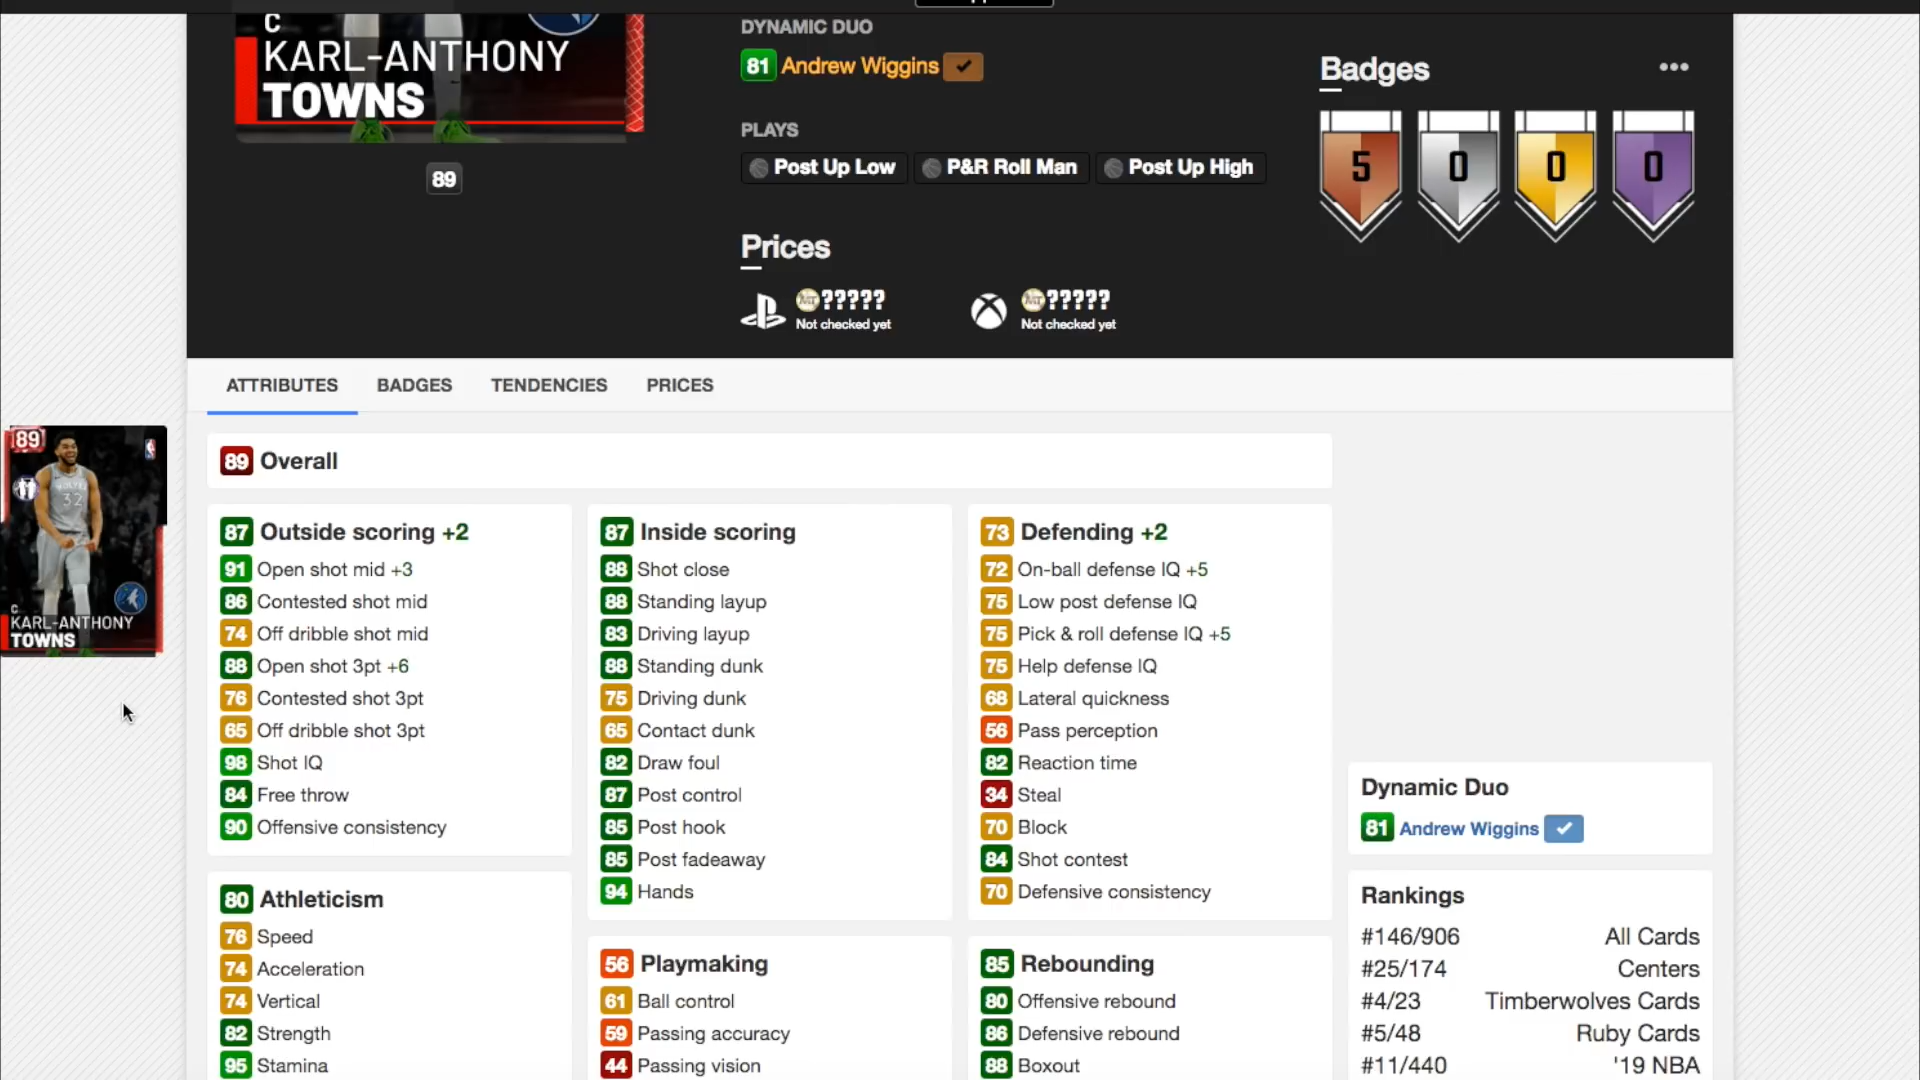 C
KARL-ANTHONY
TOWNS
89
DYNAMIC DUO
81 Andrew Wiggins
PLAYS
Post Up Low
P&R Roll Man
Post Up High
Prices
MT ?????
Not checked yet
MT ?????
Not checked yet
Badges
5
0
0
0
ATTRIBUTES
BADGES
TENDENCIES
PRICES
89
WOLVES
32
C
KARL-ANTHONY
TOWNS
89 Overall
87 Outside scoring +2
91 Open shot mid +3
86 Contested shot mid
74 Off dribble shot mid
88 Open shot 3pt +6
76 Contested shot 3pt
65 Off dribble shot 3pt
98 Shot IQ
84 Free throw
90 Offensive consistency
80 Athleticism
76 Speed
74 Acceleration
74 Vertical
82 Strength
95 Stamina
87 Inside scoring
88 Shot close
88 Standing layup
83 Driving layup
88 Standing dunk
75 Driving dunk
65 Contact dunk
82 Draw foul
87 Post control
85 Post hook
85 Post fadeaway
94 Hands
56 Playmaking
61 Ball control
59 Passing accuracy
44 Passing vision
73 Defending +2
72 On-ball defense IQ +5
75 Low post defense IQ
75 Pick & roll defense IQ +5
75 Help defense IQ
68 Lateral quickness
56 Pass perception
82 Reaction time
34 Steal
70 Block
84 Shot contest
70 Defensive consistency
85 Rebounding
80 Offensive rebound
86 Defensive rebound
88 Boxout
Dynamic Duo
81 Andrew Wiggins
Rankings
#146/906 All Cards
#25/174 Centers
#4/23 Timberwolves Cards
#5/48 Ruby Cards
#11/440 '19 NBA